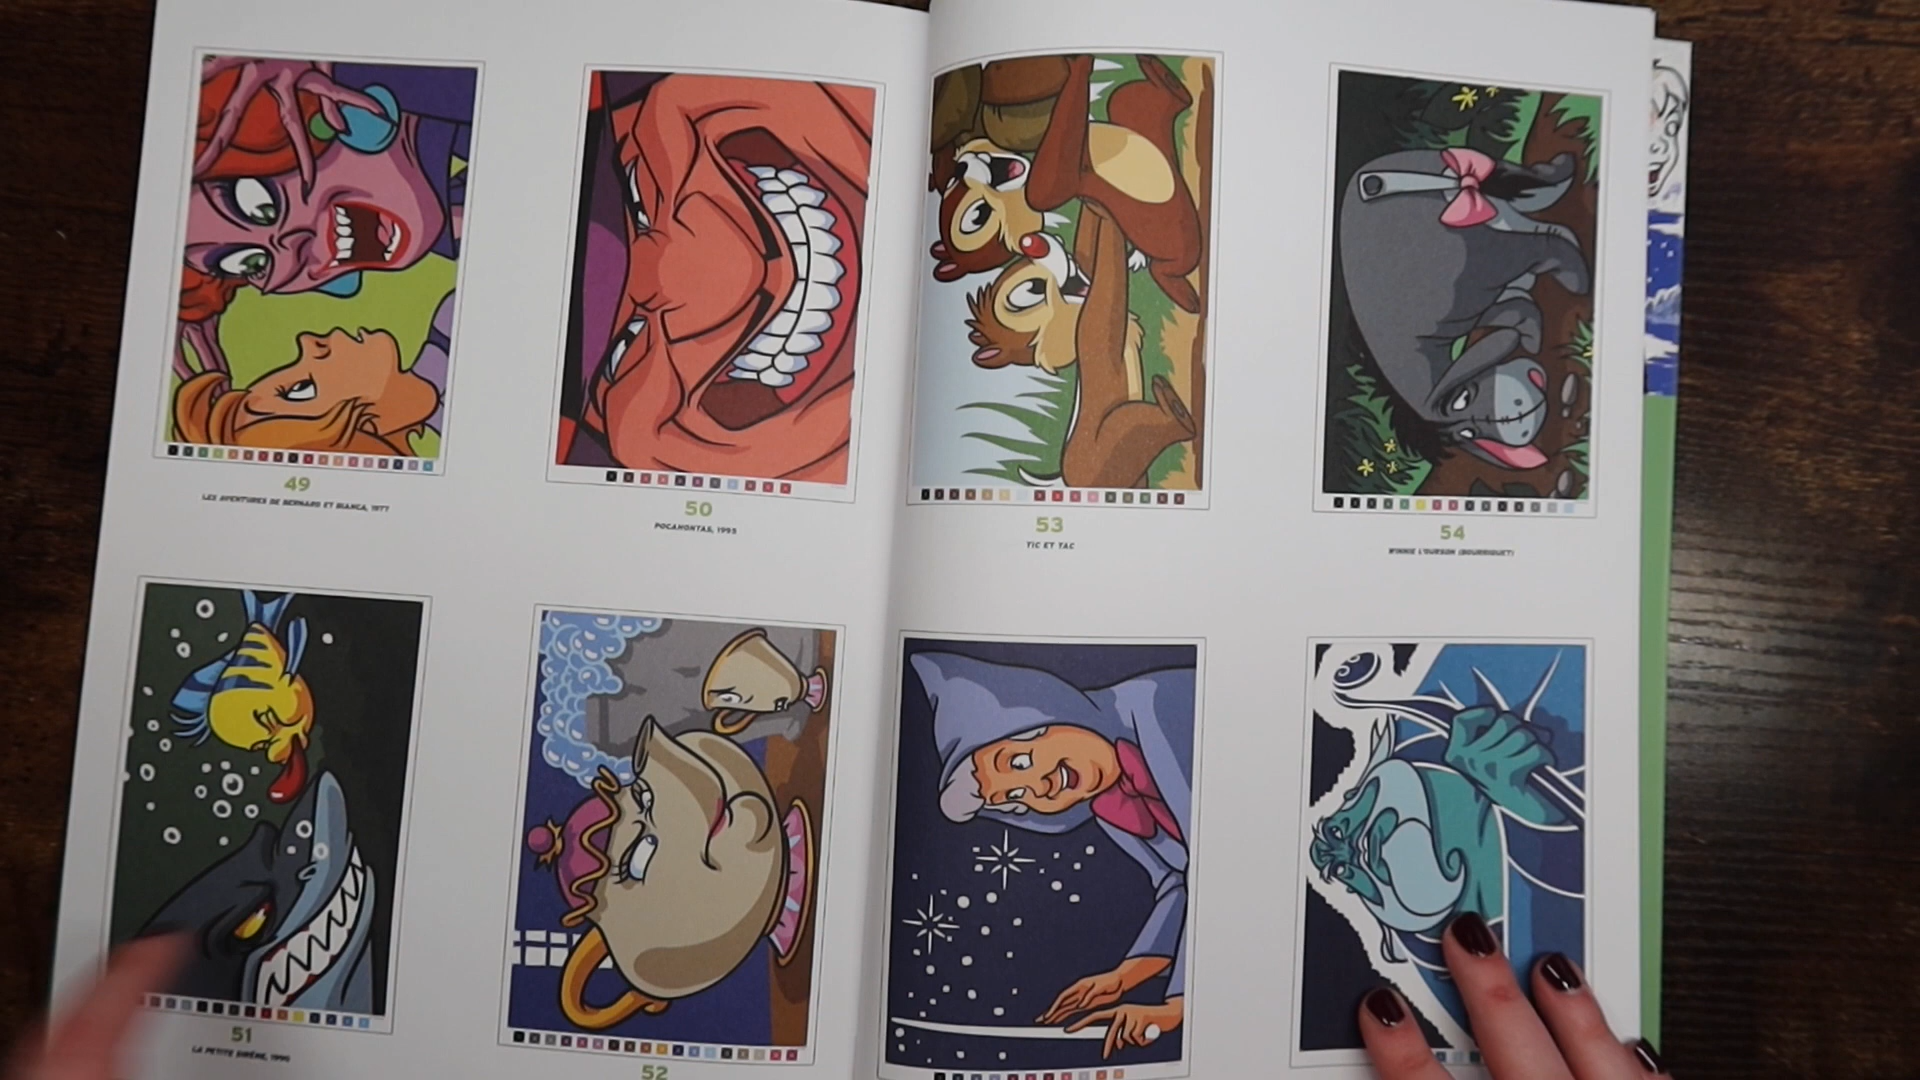 49
LES AVENTURES DE BERNARD ET BIANCA, 1977
50
POCAHONTAS, 1995
53
TIC ET TAC
54
WINNIE L'OURSON (BOURRIQUET)
51
LA PETITE SIRÈNE, 1990
52